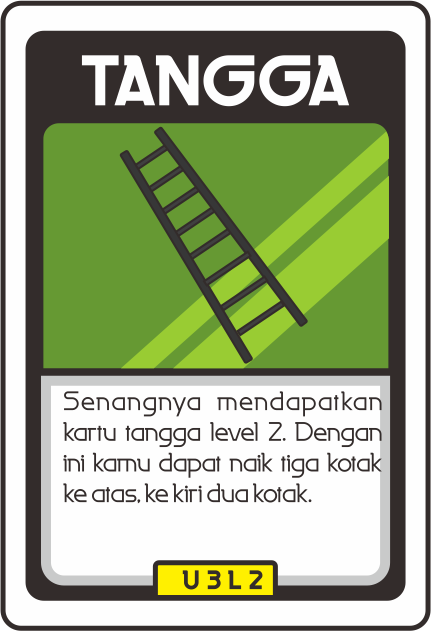 TANGGA
Senangnya mendapatkan
kartu tangga level 2. Dengan
ini kamu dapat naik tiga kotak
ke atas, ke kiri dua kotak.
U3L2